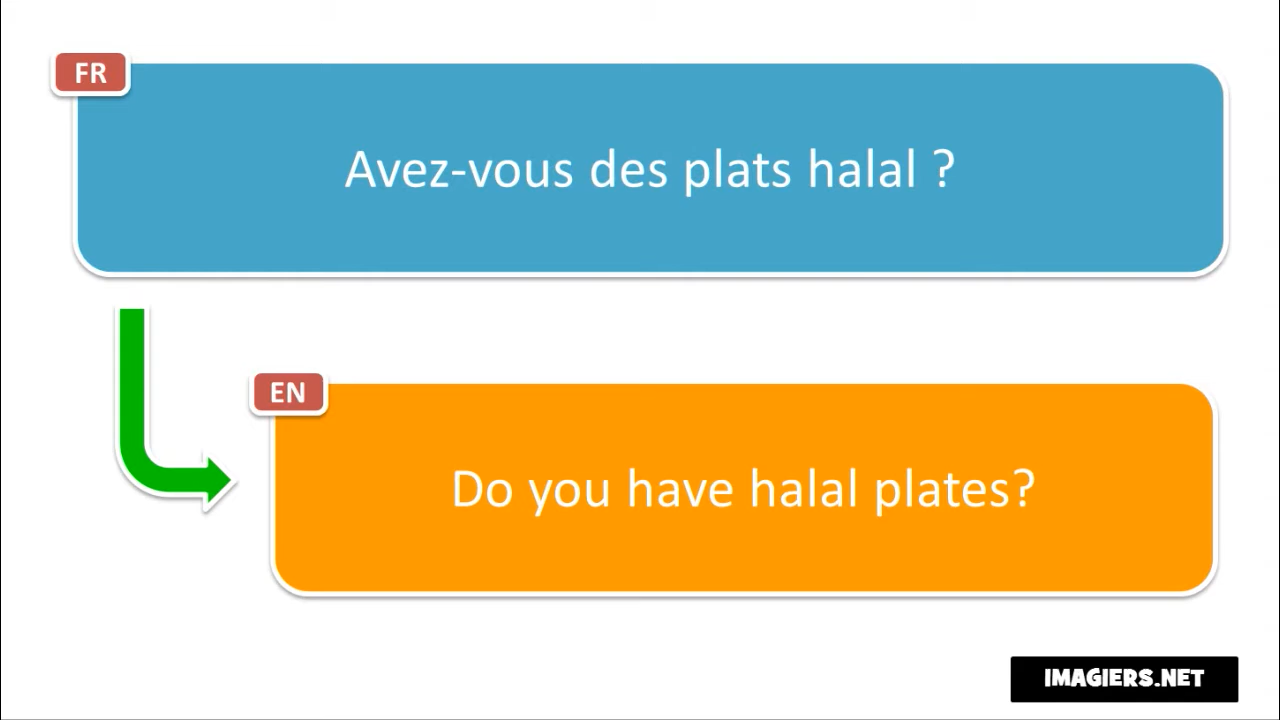 FR
Avez-vous des plats halal ?
EN
Do you have halal plates?
IMAGIERS.NET